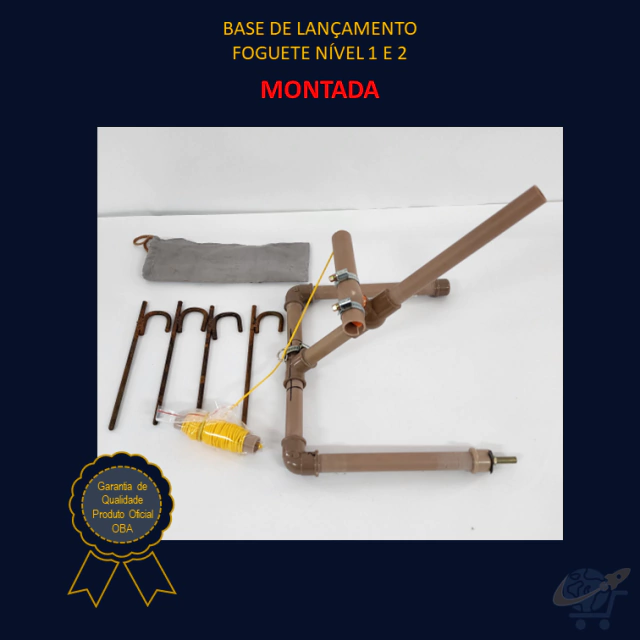 BASE DE LANÇAMENTO
FOGUETE NÍVEL 1 E 2
MONTADA
Garantia de
Qualidade
Produto Oficial
OBA